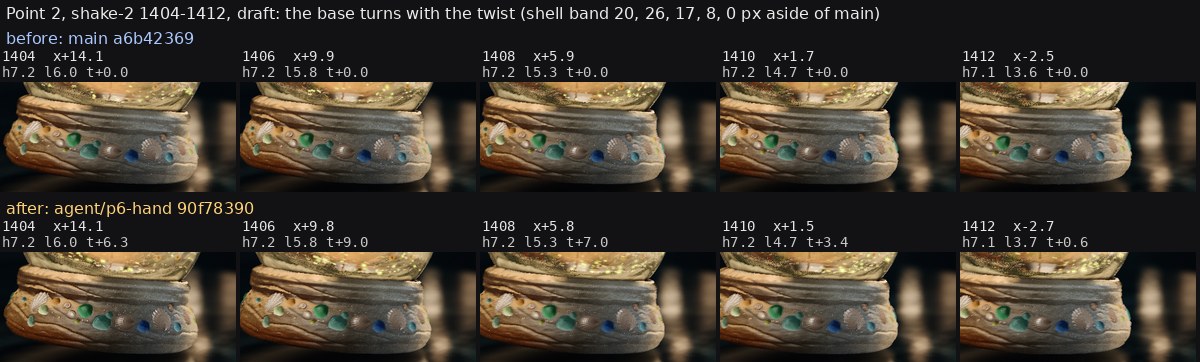 Point 2, shake-2 1404-1412, draft: the base turns with the twist (shell band 20, 26, 17, 8, 0 px aside of main)
before: main a6b42369
1404  x+14.1
h7.2 l6.0 t+0.0
1406  x+9.9
h7.2 l5.8 t+0.0
1408  x+5.9
h7.2 l5.3 t+0.0
1410  x+1.7
h7.2 l4.7 t+0.0
1412  x-2.5
h7.1 l3.6 t+0.0
after: agent/p6-hand 90f78390
1404  x+14.1
h7.2 l6.0 t+6.3
1406  x+9.8
h7.2 l5.8 t+9.0
1408  x+5.8
h7.2 l5.3 t+7.0
1410  x+1.5
h7.2 l4.7 t+3.4
1412  x-2.7
h7.1 l3.7 t+0.6